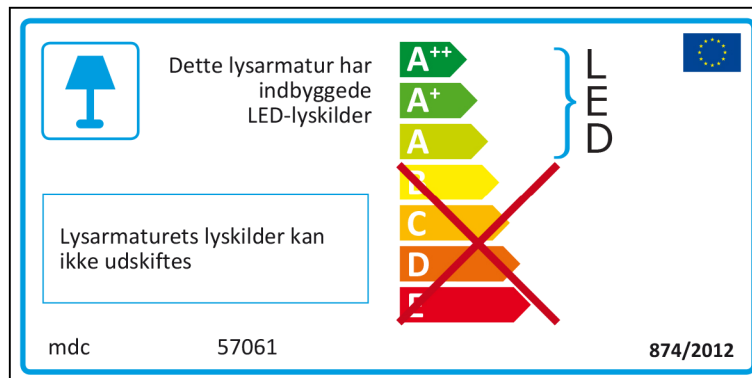 Dette lysarmatur har
indbyggede
LED-lyskilder
A++
A+
A
B
C
D
E
L
E
D
Lysarmaturets lyskilder kan
ikke udskiftes
mdc 57061
874/2012